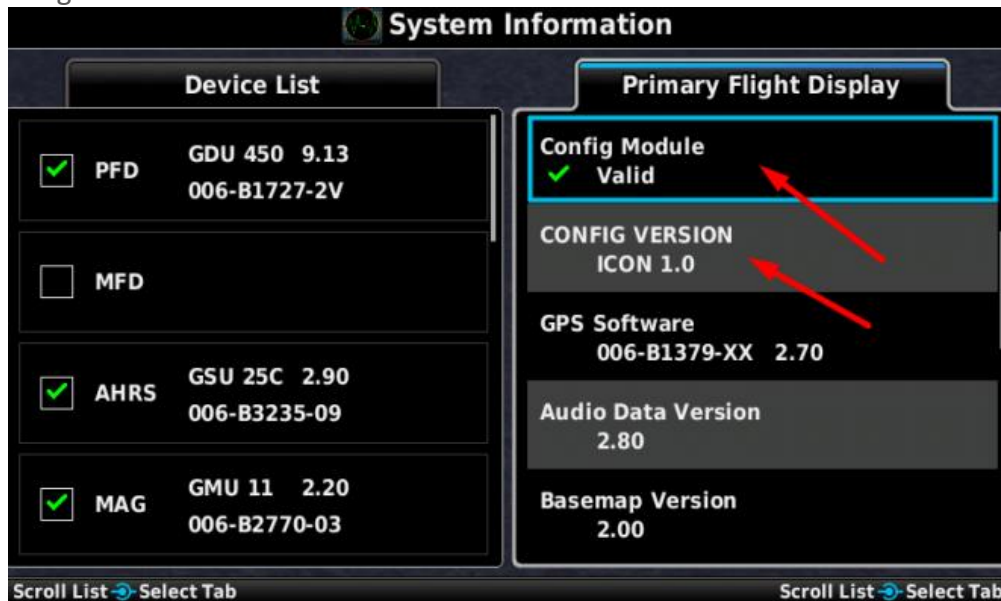 System Information
Device List
PFD
GDU 450 9.13
006-B1727-2V
MFD
AHRS
GSU 25C 2.90
006-B3235-09
MAG
GMU 11 2.20
006-B2770-03
Primary Flight Display
Config Module
Valid
CONFIG VERSION
ICON 1.0
GPS Software
006-B1379-XX 2.70
Audio Data Version
2.80
Basemap Version
2.00
Scroll List Select Tab
Scroll List Select Tab